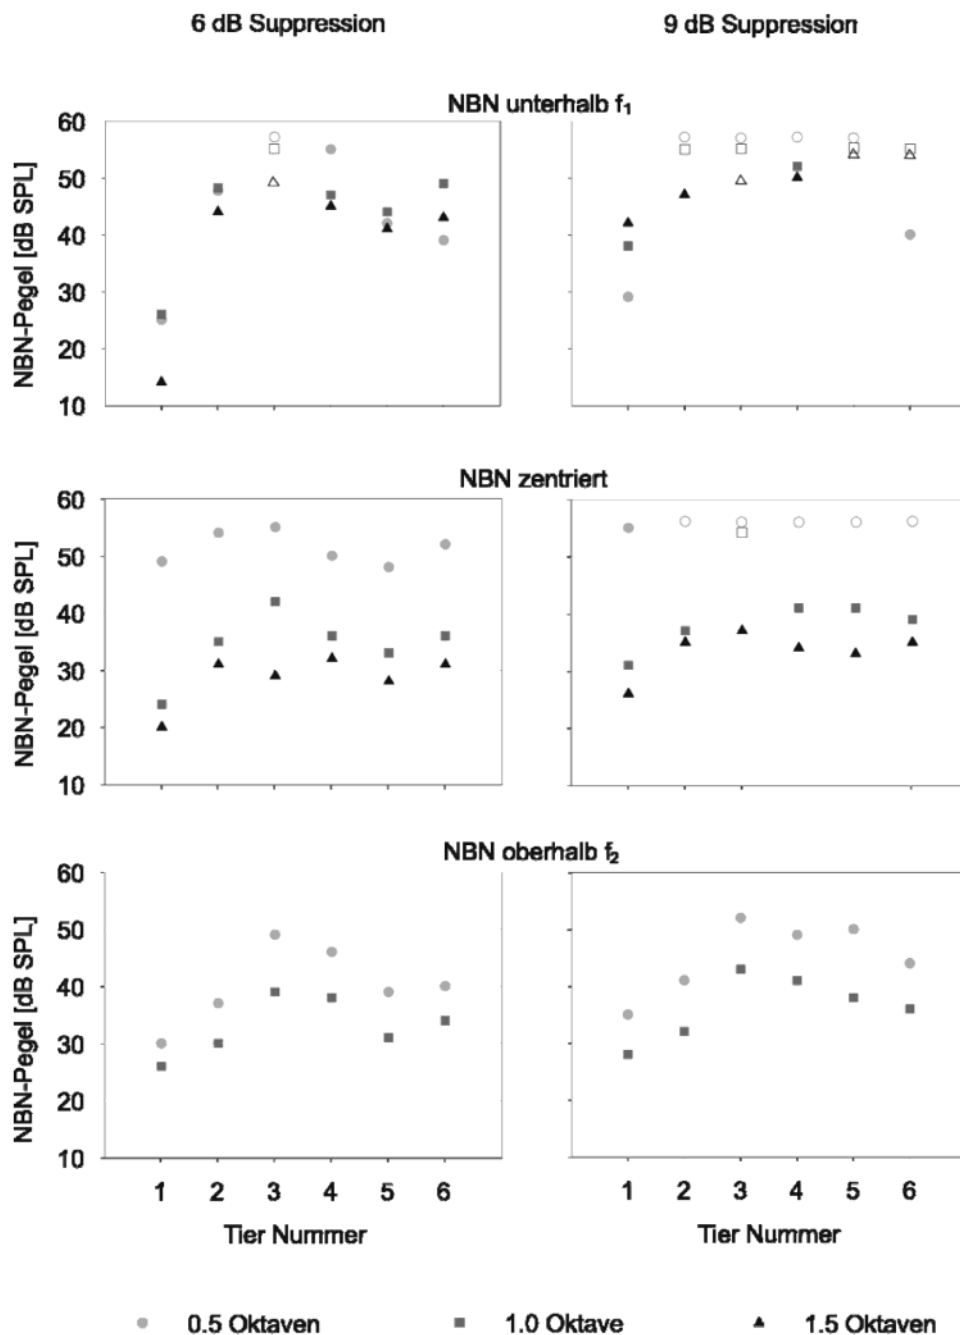 6 dB Suppression 9 dB Suppression
NBN unterhalb f₁
NBN-Pegel [dB SPL]
60
50
40
30
20
10
NBN zentriert
NBN-Pegel [dB SPL]
60
50
40
30
20
10
NBN oberhalb f₂
NBN-Pegel [dB SPL]
60
50
40
30
20
10
1 2 3 4 5 6 1 2 3 4 5 6
Tier Nummer Tier Nummer
0.5 Oktaven 1.0 Oktave 1.5 Oktaven